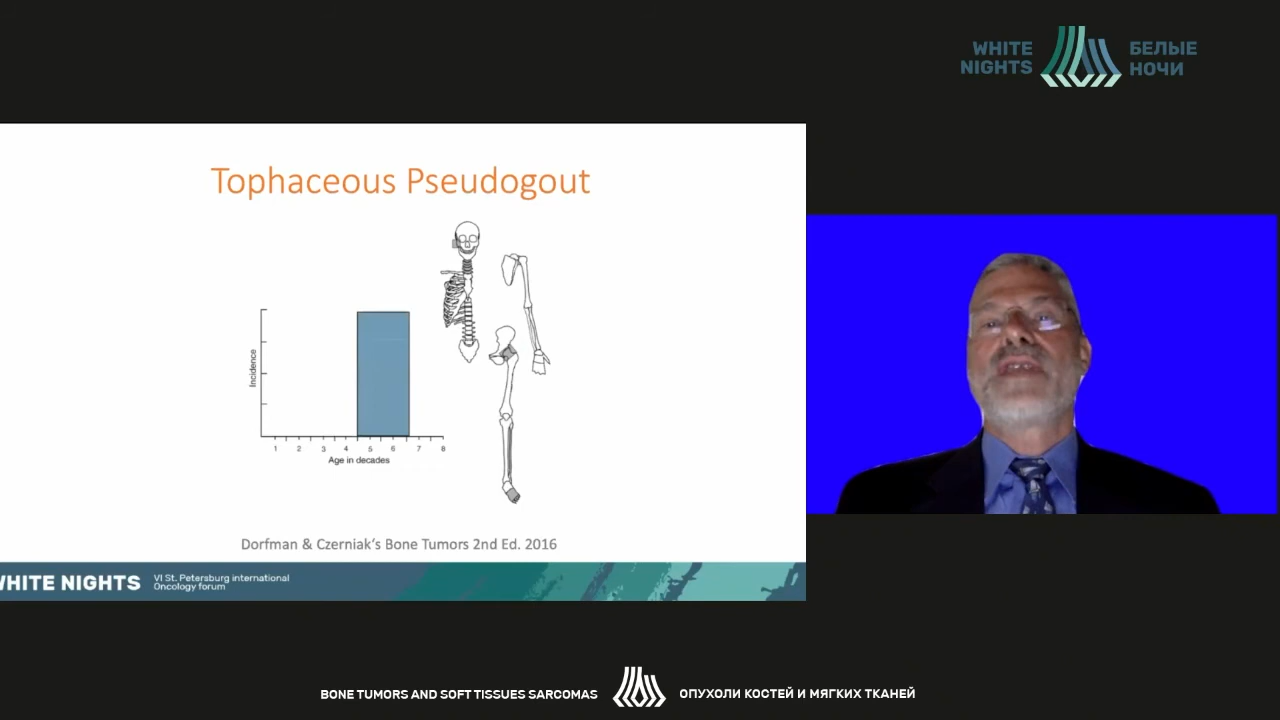 WHITE
NIGHTS
БЕЛЫЕ
НОЧИ
Tophaceous Pseudogout
Incidence
1 2 3 4 5 6 7 8
Age in decades
Dorfman & Czerniak's Bone Tumors 2nd Ed. 2016
WHITE NIGHTS
VI St. Petersburg international
Oncology forum
BONE TUMORS AND SOFT TISSUES SARCOMAS
ОПУХОЛИ КОСТЕЙ И МЯГКИХ ТКАНЕЙ